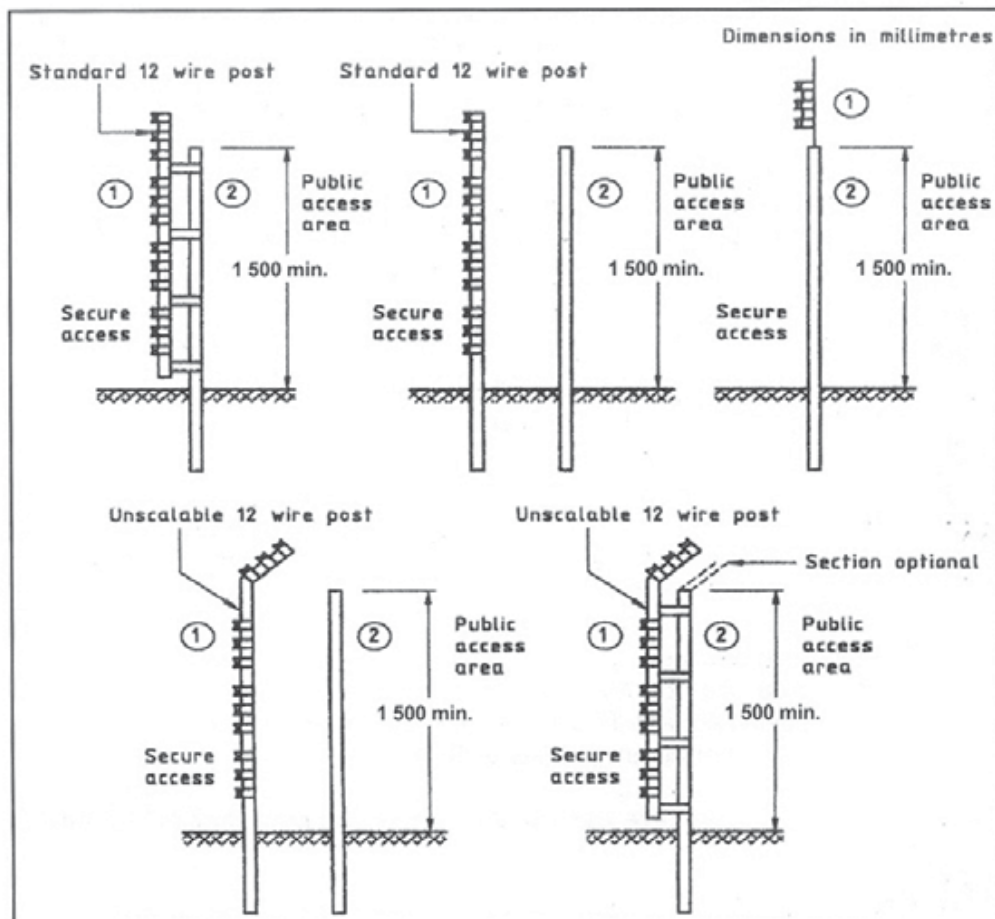 Dimensions in millimetres
Standard 12 wire post
Standard 12 wire post
1
2
Public
access
area
1 500 min.
Secure
access
1
2
Public
access
area
1 500 min.
1
2
Public
access
area
1 500 min.
Secure
access
Unscalable 12 wire post
1
2
Public
access
area
1 500 min.
Secure
access
Unscalable 12 wire post
Section optional
1
2
Public
access
area
1 500 min.
Secure
access